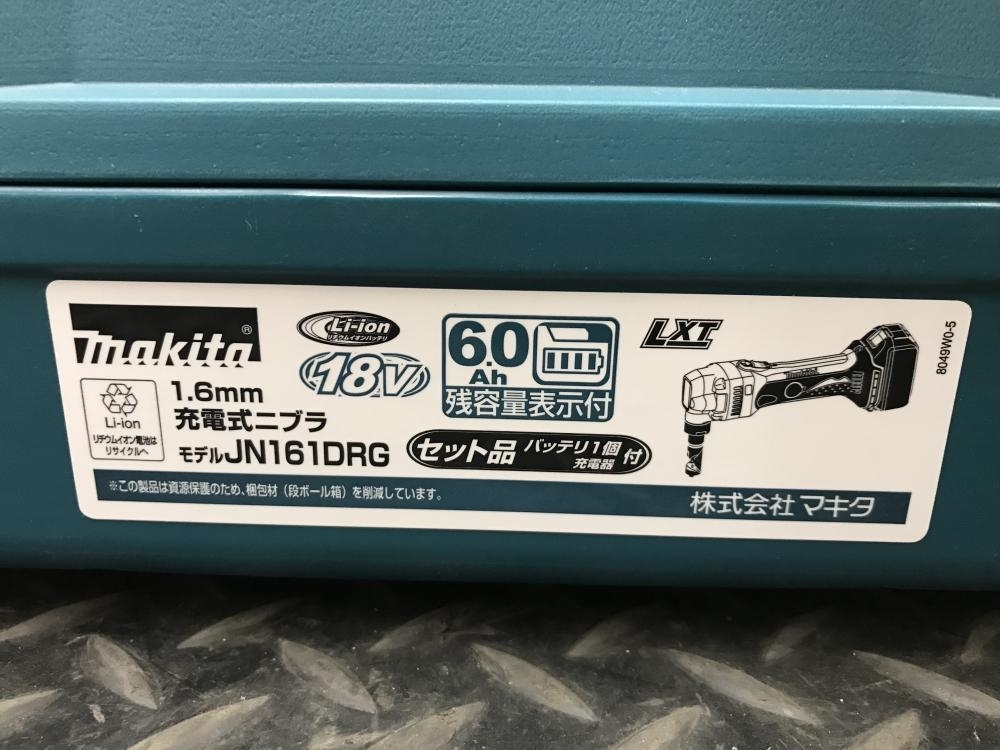 makita®
Li-ion
リチウムイオンバッテリ
18V
6.0
Ah
残容量表示付
LXT
8049W0-5
Li-ion
リチウムイオン電池は
リサイクルへ
1.6mm
充電式ニブラ
モデルJN161DRG
セット品 バッテリ1個 充電器 付
※この製品は資源保護のため、梱包材（段ボール箱）を削減しています。
株式会社 マキタ